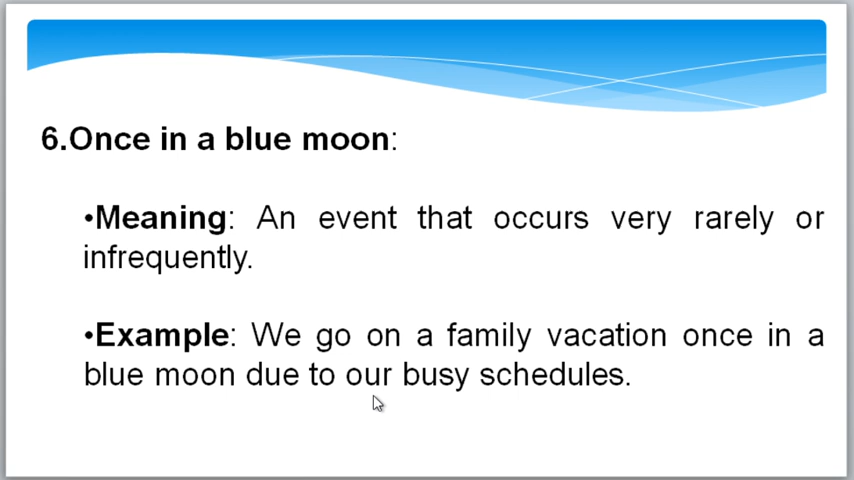 6.Once in a blue moon:
•Meaning: An event that occurs very rarely or
infrequently.
•Example: We go on a family vacation once in a
blue moon due to our busy schedules.